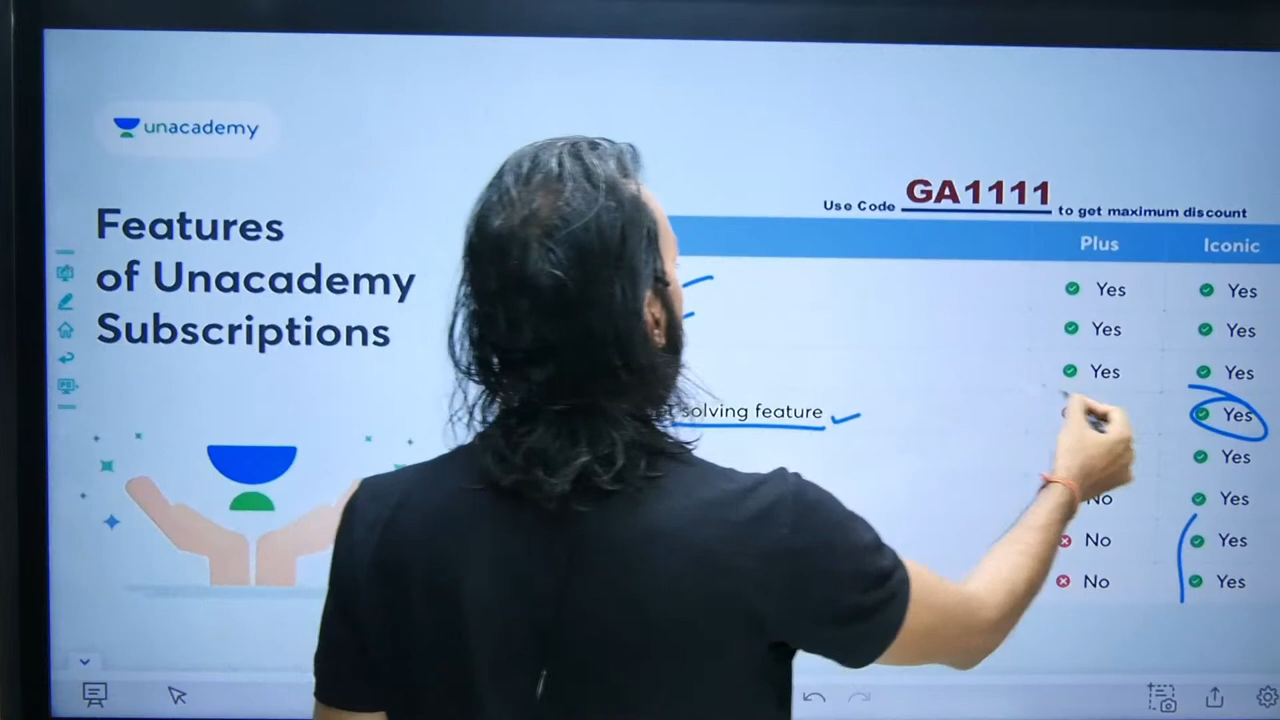 unacademy
Features
of Unacademy
Subscriptions
Use Code GA1111 to get maximum discount
Plus Iconic
Yes Yes
Yes Yes
Yes Yes
solving feature Yes
Yes
No Yes
No Yes
No Yes